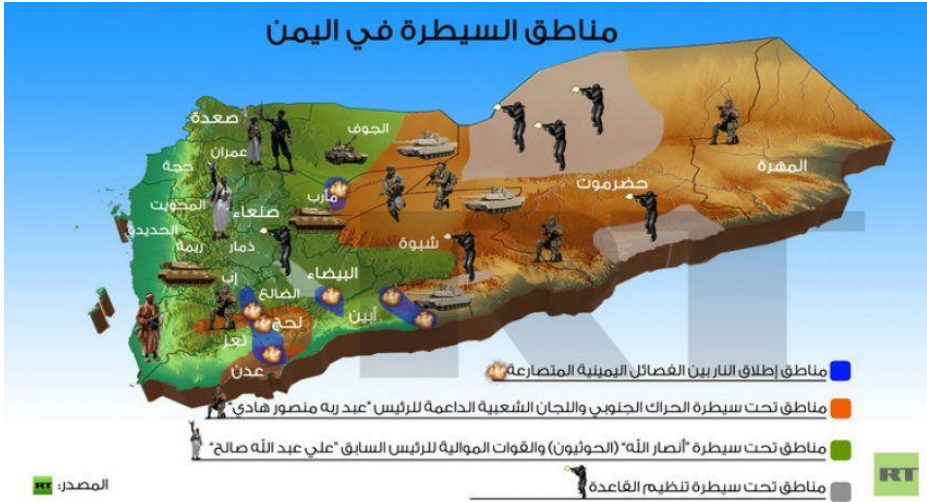 مناطق السيطرة في اليمن
صعدة
الجوف
عمران
حجة
المهرة
حضرموت
مأرب
المحويت
صنعاء
الحديدة
ذمار
ريمة
شبوة
البيضاء
إب
الضالع
أبين
لحج
تعز
عدن
مناطق إطلاق النار بين الفصائل اليمنية المتصارعة
مناطق تحت سيطرة الحراك الجنوبي واللجان الشعبية الداعمة للرئيس "عبد ربه منصور هادي"
مناطق تحت سيطرة "أنصار الله" (الحوثيون) والقوات الموالية للرئيس السابق "علي عبد الله صالح"
مناطق تحت سيطرة تنظيم القاعدة
المصدر: RT
RT
RT